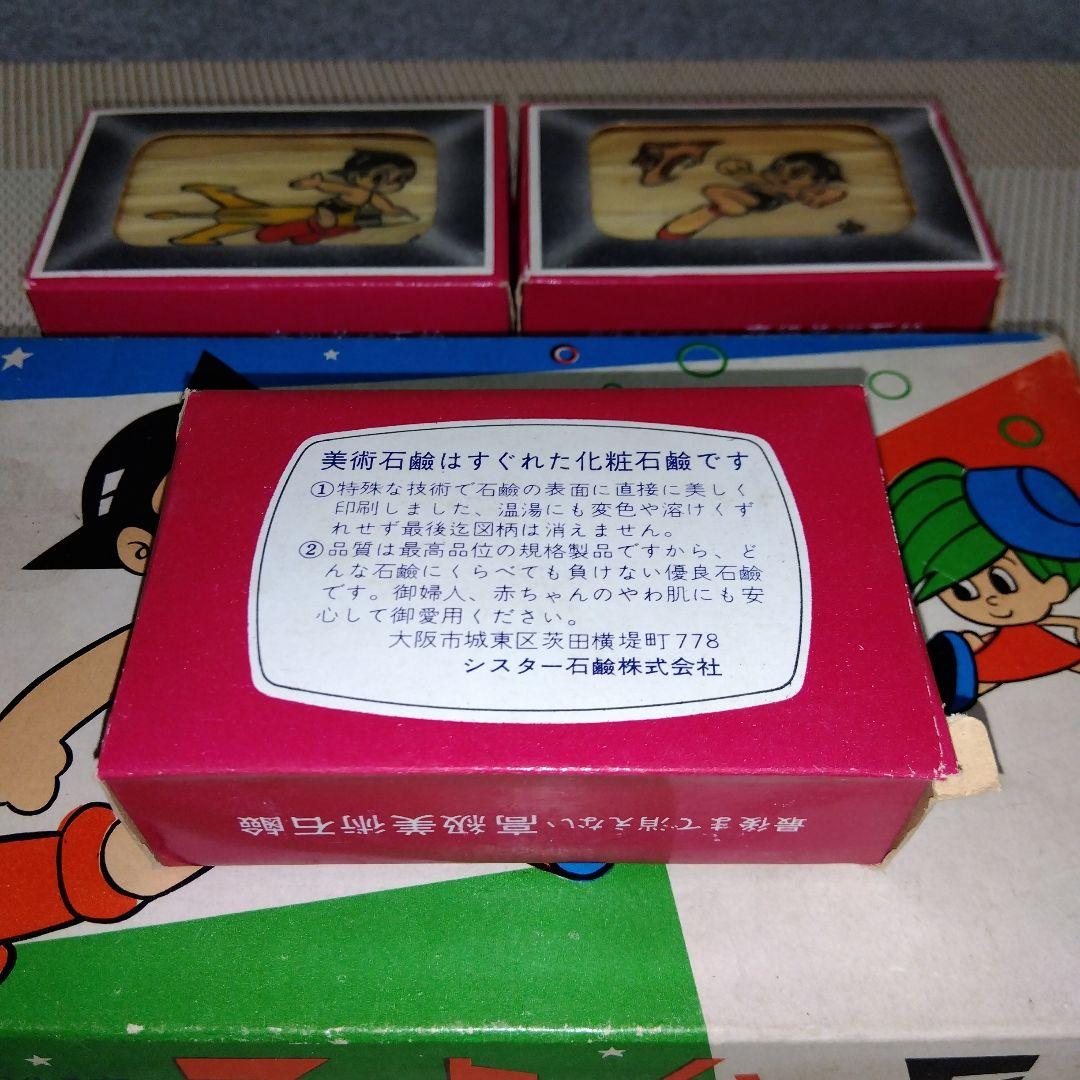 美術石鹼はすぐれた化粧石鹼です
①特殊な技術で石鹼の表面に直接に美しく
印刷しました、温湯にも変色や溶けくず
れせず最後迄図柄は消えません。
②品質は最高品位の規格製品ですから、ど
んな石鹼にくらべても負けない優良石鹼
です。御婦人、赤ちゃんのやわ肌にも安
心して御愛用ください。
大阪市城東区茨田横堤町778
シスター石鹼株式会社
最後まで消えない高級美術石鹼